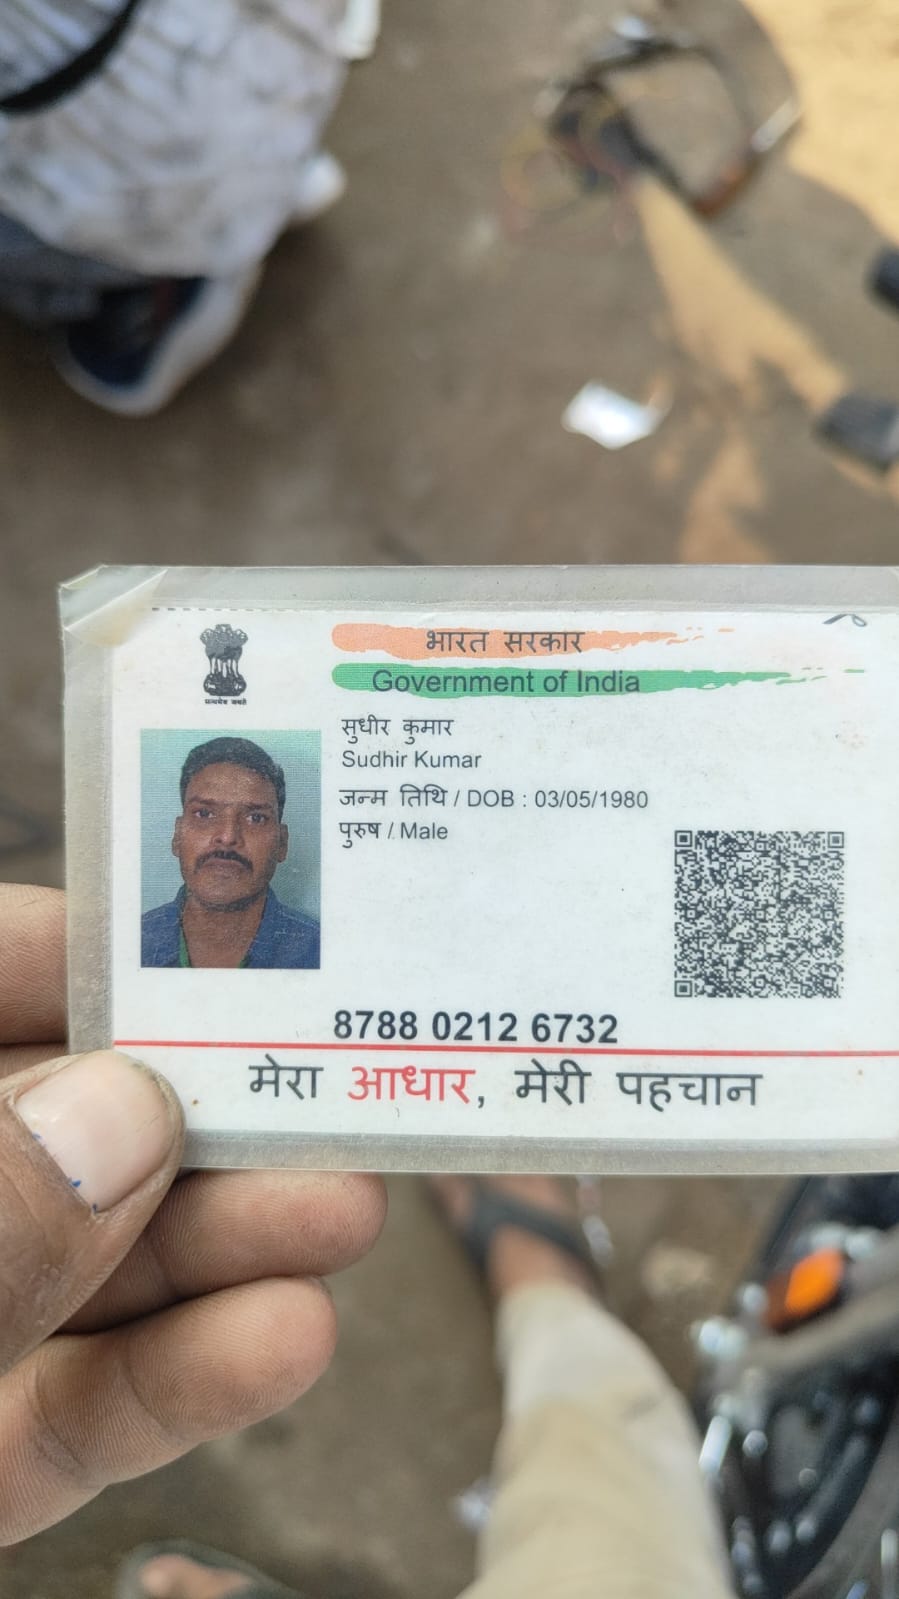 भारत सरकार
Government of India
सुधीर कुमार
Sudhir Kumar
जन्म तिथि / DOB : 03/05/1980
पुरुष / Male
8788 0212 6732
मेरा आधार, मेरी पहचान
सत्यमेव जयते